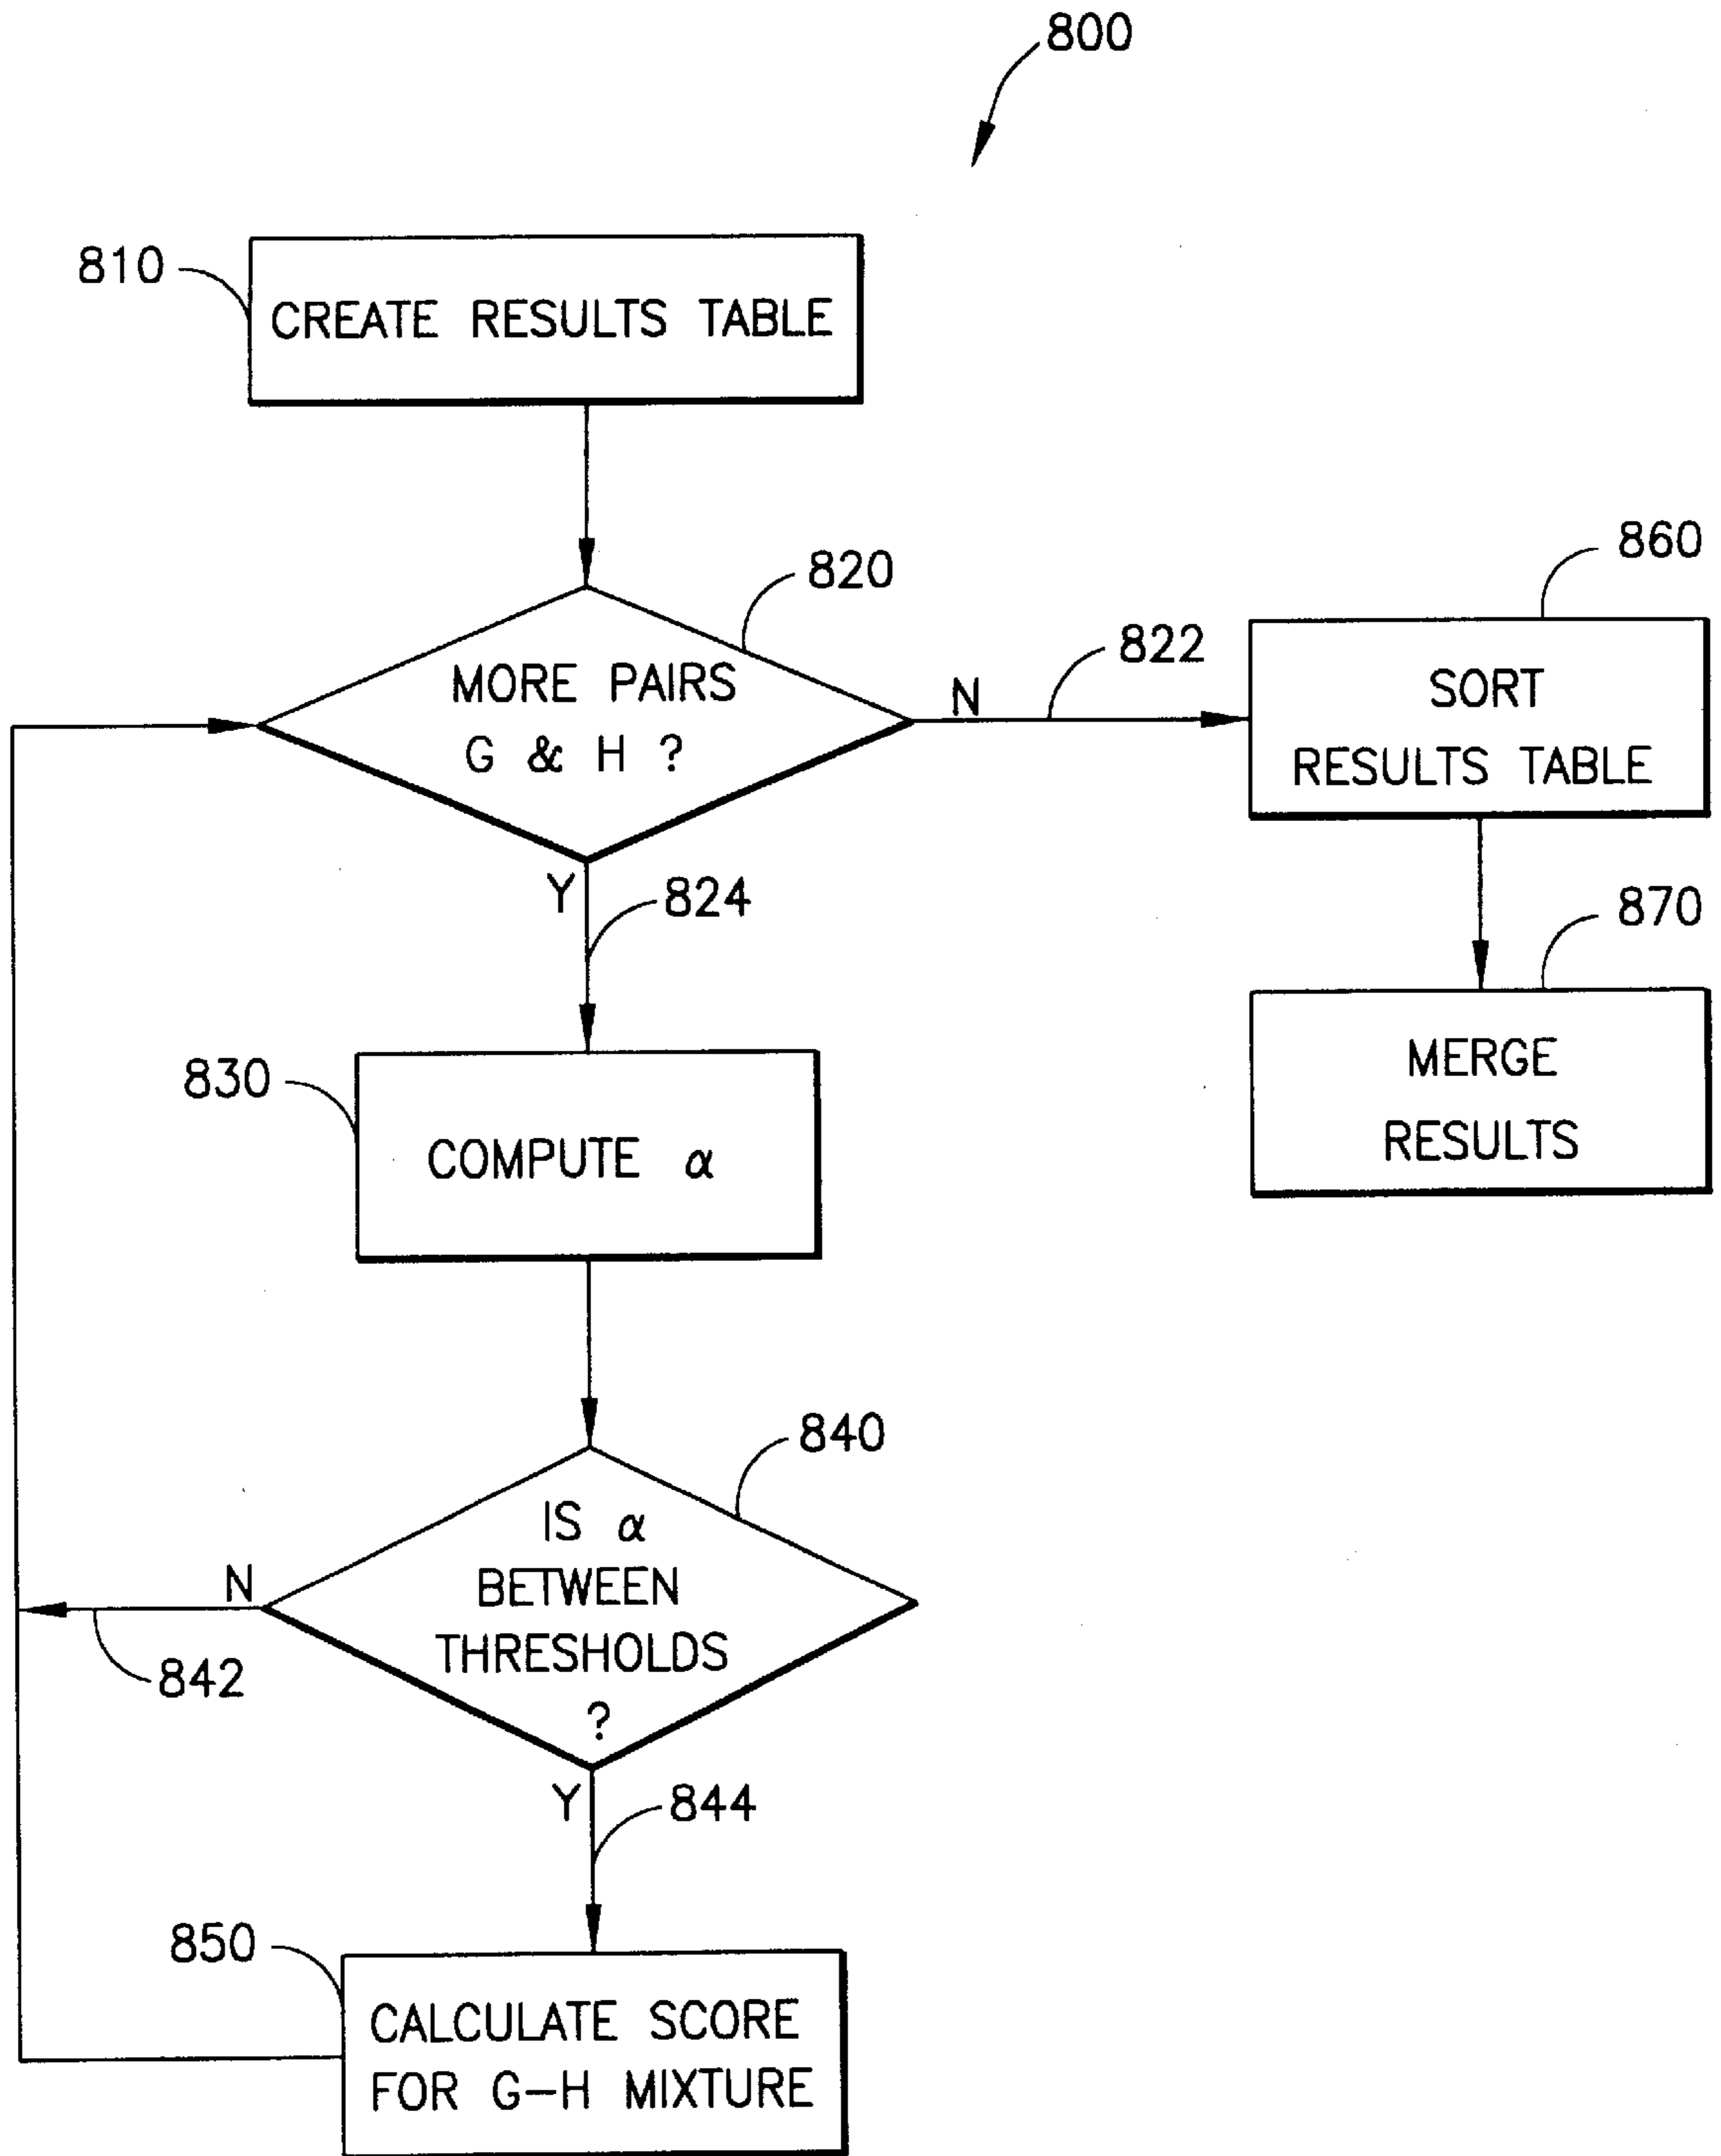 800
810
CREATE RESULTS TABLE
820
MORE PAIRS
G & H ?
N
822
860
SORT
RESULTS TABLE
Y
824
870
MERGE
RESULTS
830
COMPUTE α
840
IS α
BETWEEN
THRESHOLDS
?
N
842
Y
844
850
CALCULATE SCORE
FOR G-H MIXTURE